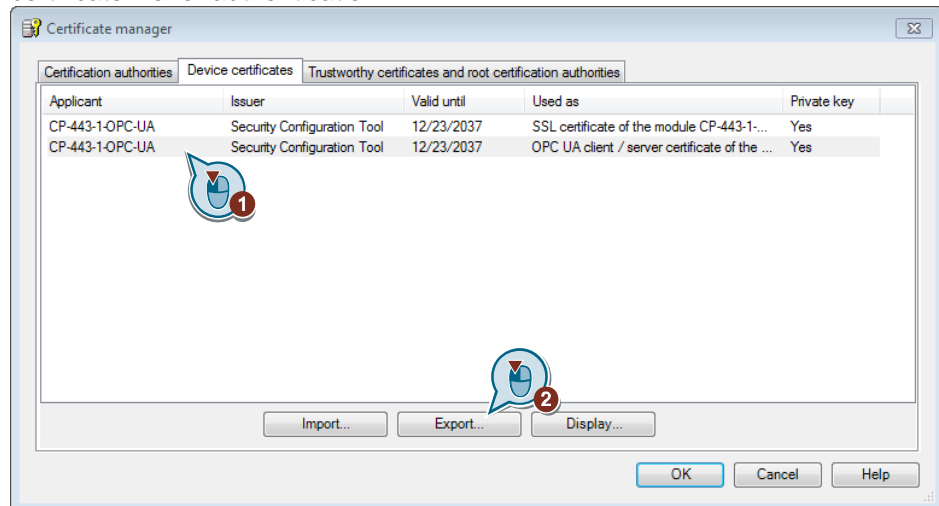 Certificate manager
Certification authorities Device certificates Trustworthy certificates and root certification authorities
Applicant Issuer Valid until Used as Private key
CP-443-1-OPC-UA Security Configuration Tool 12/23/2037 SSL certificate of the module CP-443-1-... Yes
CP-443-1-OPC-UA Security Configuration Tool 12/23/2037 OPC UA client / server certificate of the ... Yes
1
2
Import... Export... Display...
OK Cancel Help